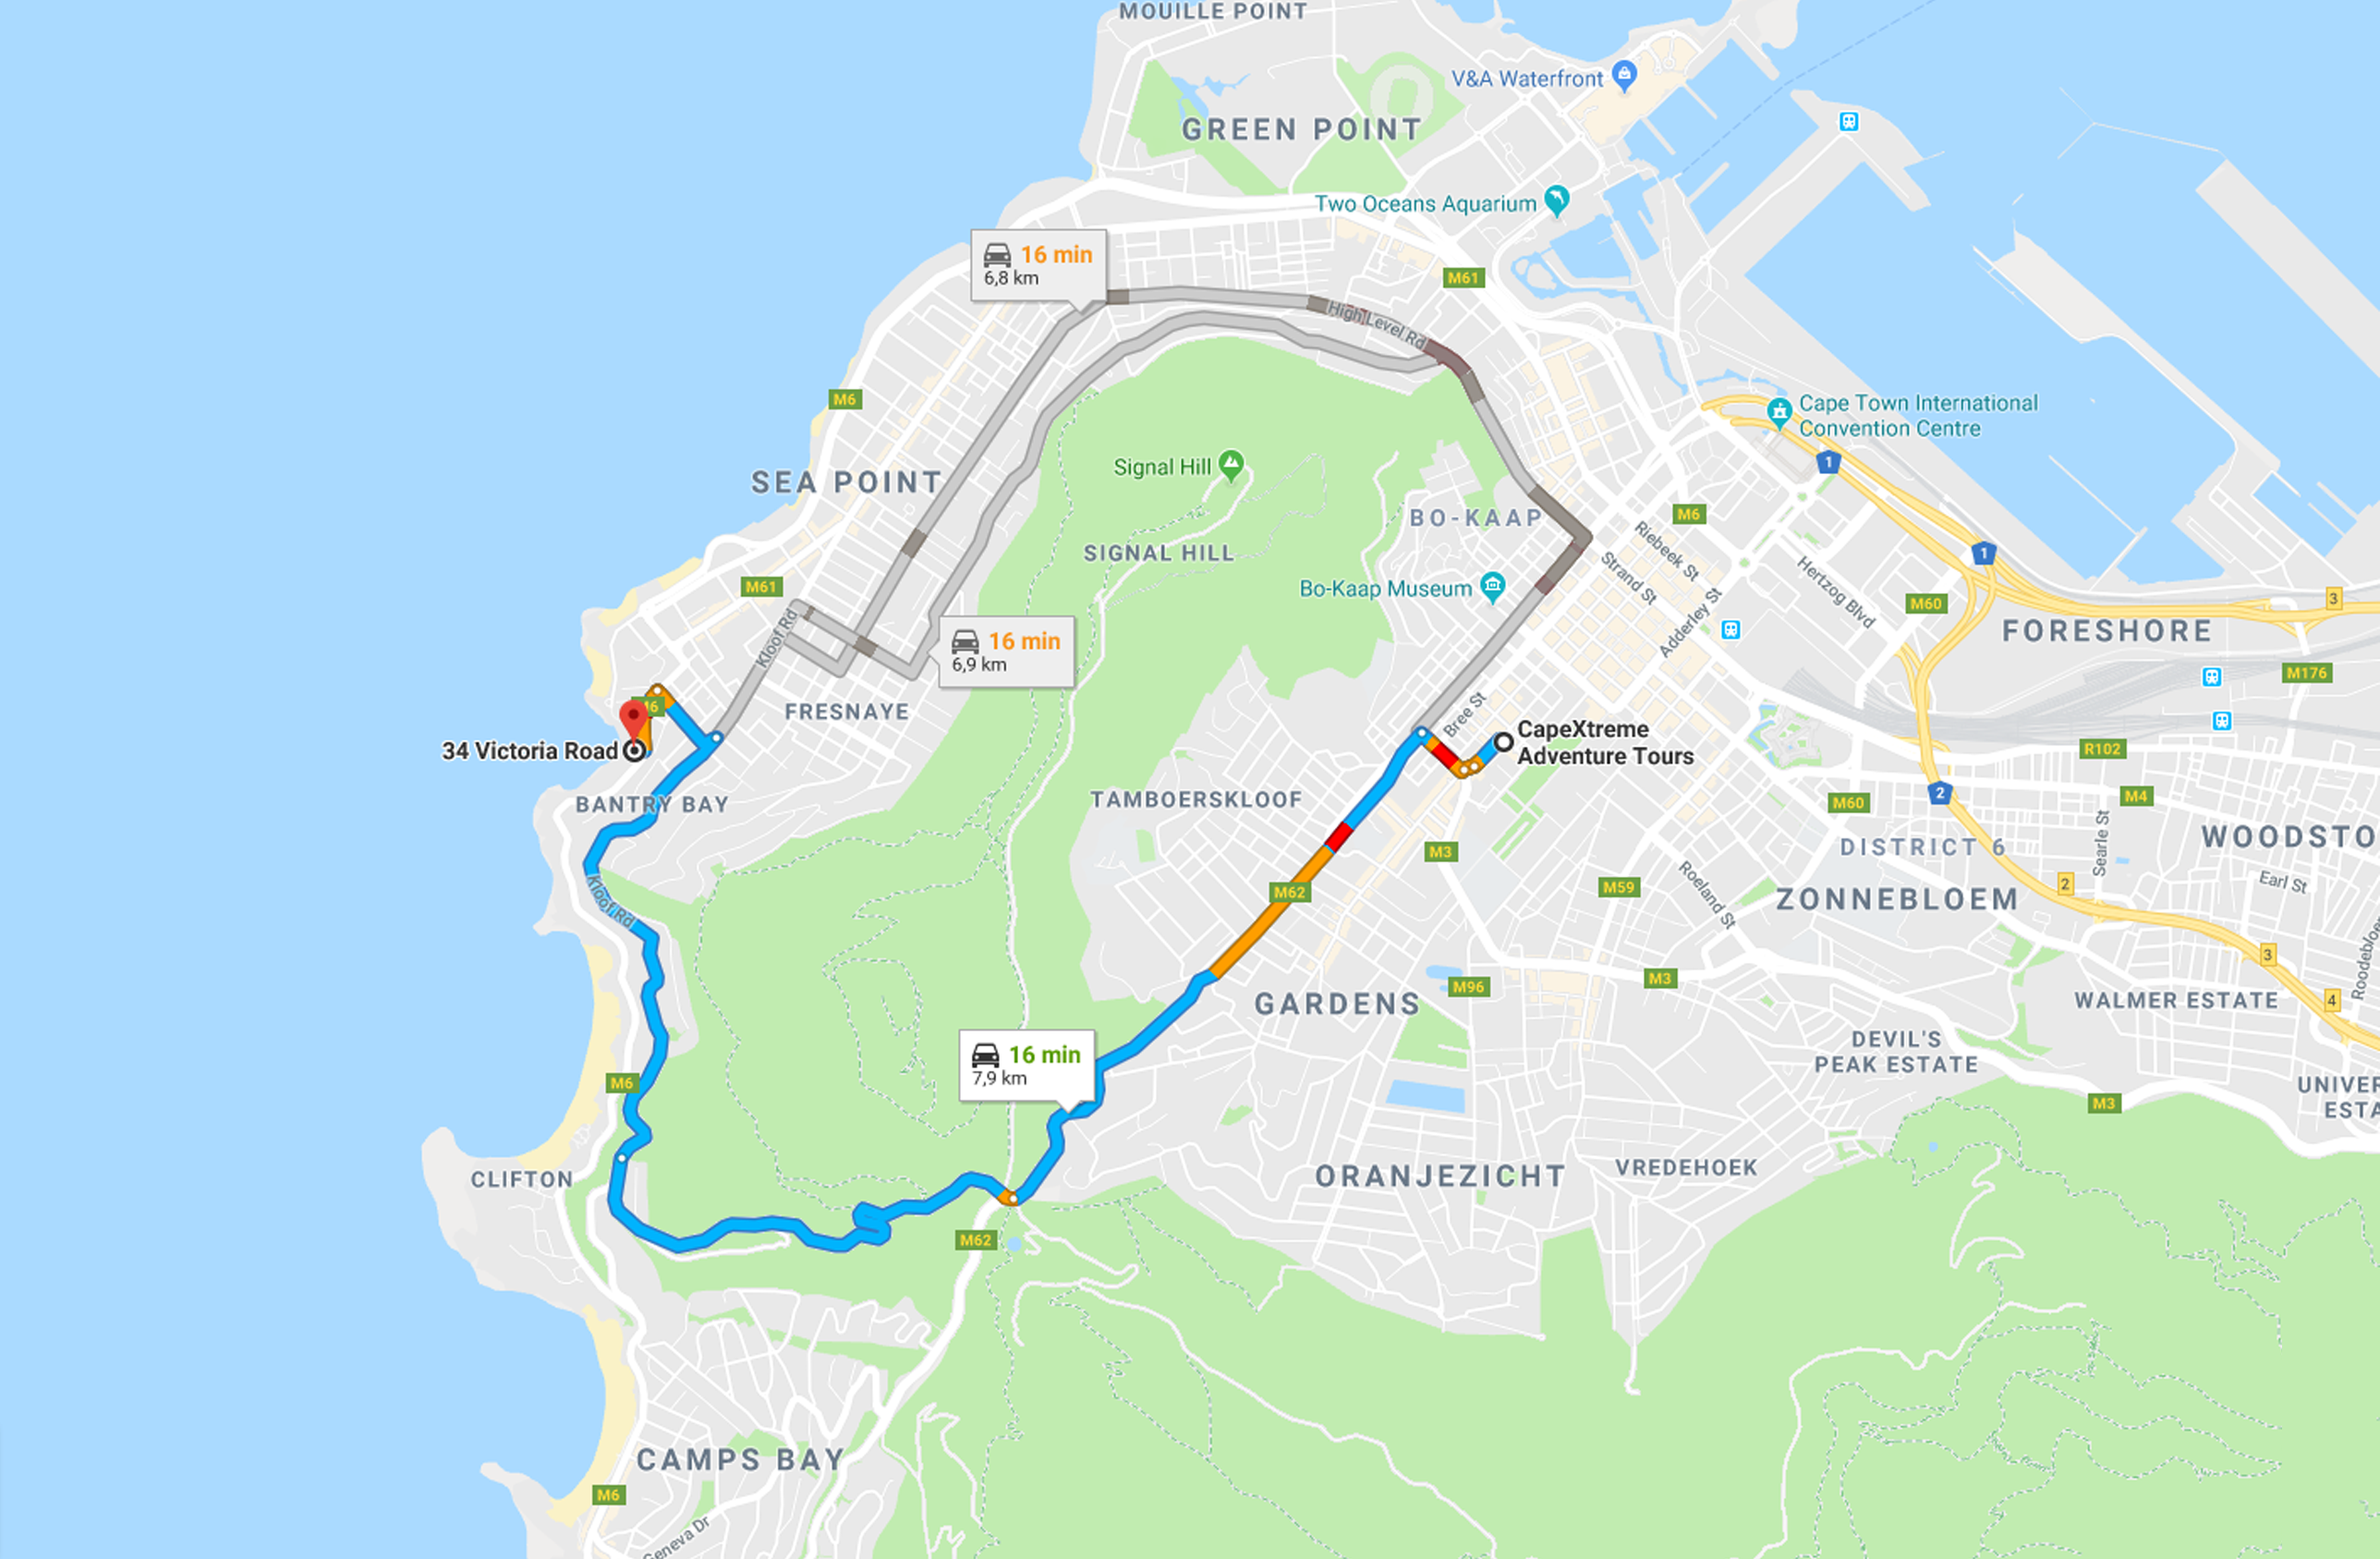 MOUILLE POINT
V&A Waterfront
GREEN POINT
Two Oceans Aquarium
16 min
6,8 km
M61
High Level Rd
M6
Cape Town International
Convention Centre
1
Signal Hill
SEA POINT
BO-KAAP
M6
Riebeek St
SIGNAL HILL
1
Strand St
Hertzog Blvd
M61
Bo-Kaap Museum
Adderley St
M60
3
FORESHORE
Kloof Rd
16 min
6,9 km
M176
M6
FRESNAYE
Bree St
34 Victoria Road
CapeXtreme
Adventure Tours
R102
BANTRY BAY
TAMBOERSKLOOF
M60
2
M4
M3
DISTRICT 6
Searle St
WOODSTO
Kloof Rd
M62
M59
Roeland St
ZONNEBLOEM
2
Earl St
3
M3
M96
GARDENS
WALMER ESTATE
4
Roodebloe
16 min
7,9 km
DEVIL'S
PEAK ESTATE
M6
M3
UNIVER
ESTA
CLIFTON
ORANJEZICHT
VREDEHOEK
M62
CAMPS BAY
M6
Geneva Dr